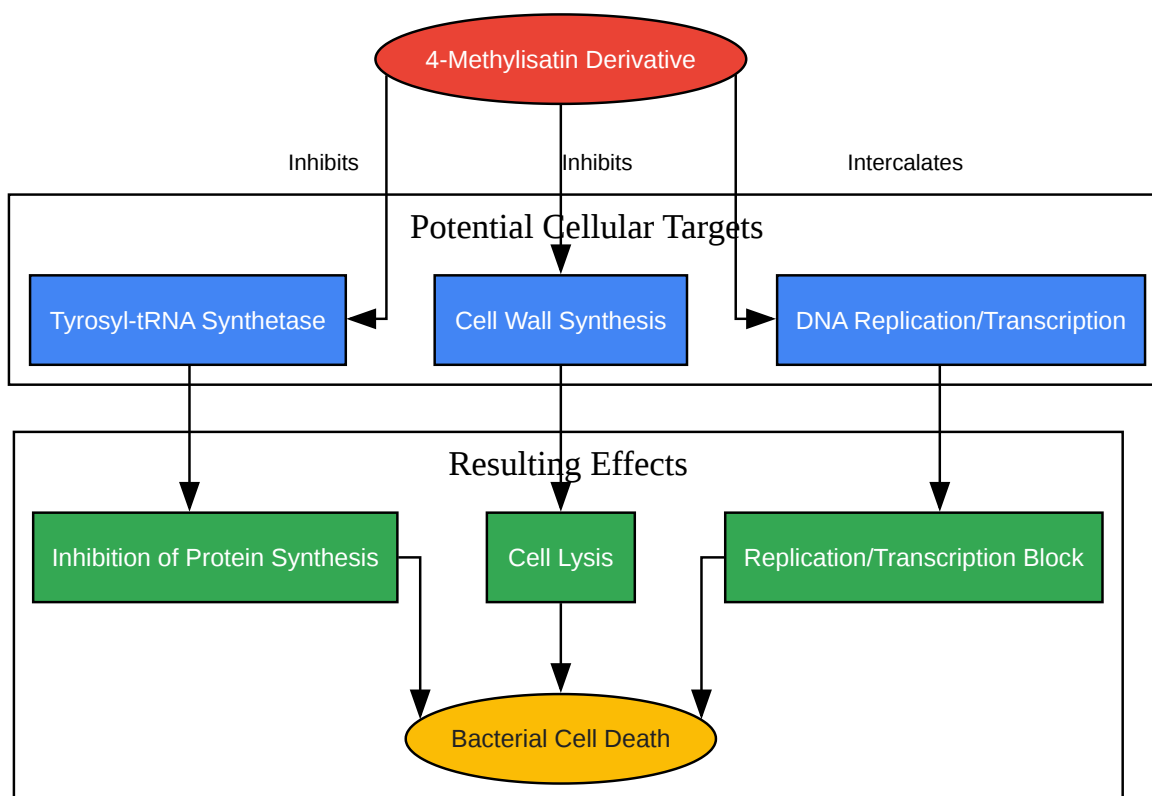 4-Methylisatin Derivative
Inhibits
Inhibits
Intercalates
Potential Cellular Targets
Tyrosyl-tRNA Synthetase
Cell Wall Synthesis
DNA Replication/Transcription
Resulting Effects
Inhibition of Protein Synthesis
Cell Lysis
Replication/Transcription Block
Bacterial Cell Death